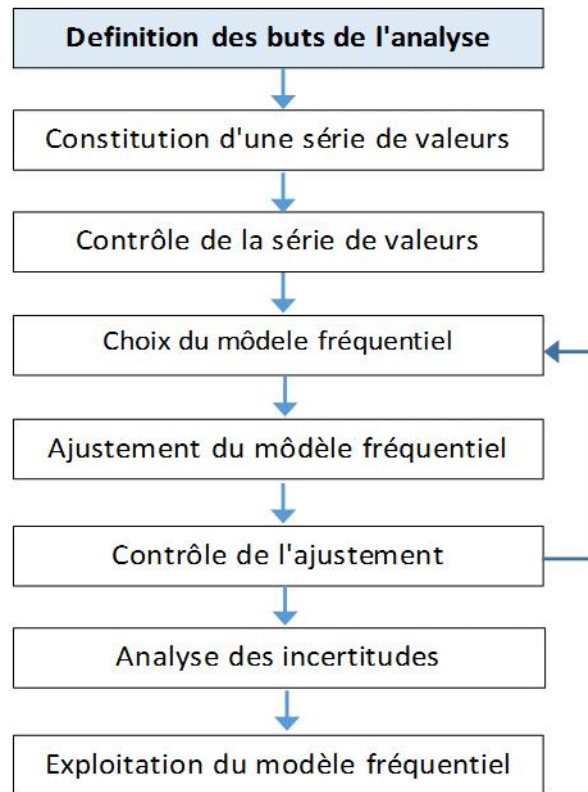 Definition des buts de l'analyse
Constitution d'une série de valeurs
Contrôle de la série de valeurs
Choix du môdele fréquentiel
Ajustement du môdèle fréquentiel
Contrôle de l'ajustement
Analyse des incertitudes
Exploitation du modèle fréquentiel